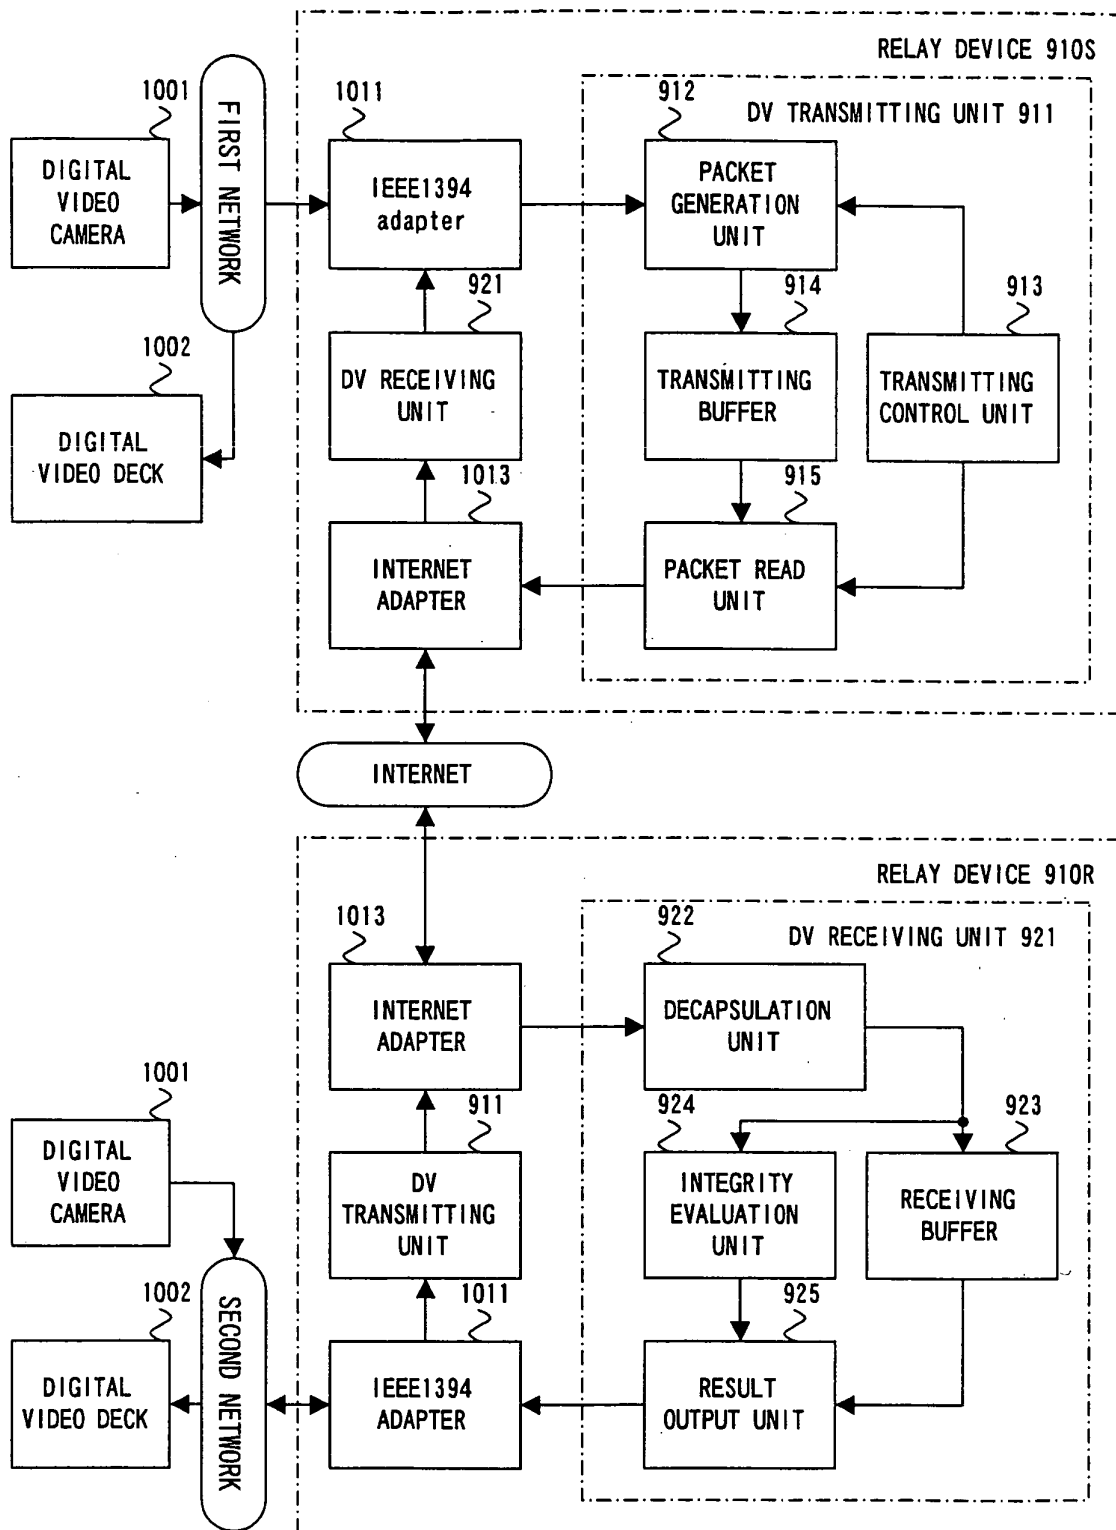 RELAY DEVICE 910S
1001
1011
912
DV TRANSMITTING UNIT 911
DIGITAL
VIDEO
CAMERA
FIRST NETWORK
IEEE1394
adapter
PACKET
GENERATION
UNIT
921
914
913
1002
DV RECEIVING
UNIT
TRANSMITTING
BUFFER
TRANSMITTING
CONTROL UNIT
DIGITAL
VIDEO DECK
1013
915
INTERNET
ADAPTER
PACKET READ
UNIT
INTERNET
RELAY DEVICE 910R
1013
922
DV RECEIVING UNIT 921
INTERNET
ADAPTER
DECAPSULATION
UNIT
1001
911
924
923
DIGITAL
VIDEO
CAMERA
DV
TRANSMITTING
UNIT
INTEGRITY
EVALUATION
UNIT
RECEIVING
BUFFER
1002
SECOND NETWORK
1011
925
DIGITAL
VIDEO DECK
IEEE1394
ADAPTER
RESULT
OUTPUT UNIT